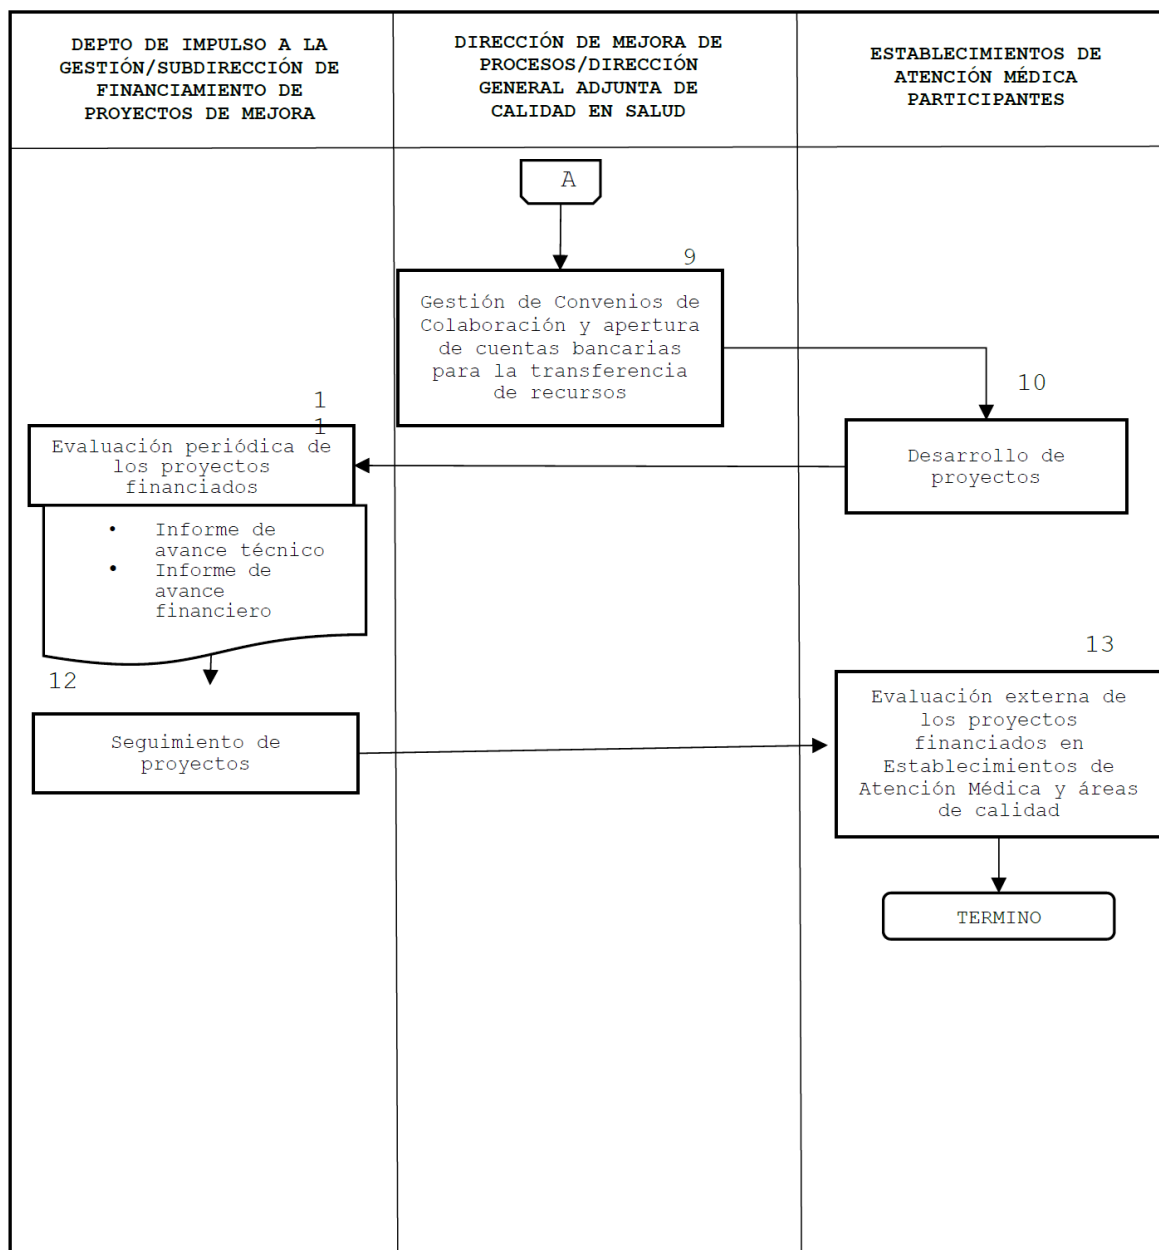 DEPTO DE IMPULSO A LA
GESTIÓN/SUBDIRECCIÓN DE
FINANCIAMIENTO DE
PROYECTOS DE MEJORA
DIRECCIÓN DE MEJORA DE
PROCESOS/DIRECCIÓN
GENERAL ADJUNTA DE
CALIDAD EN SALUD
ESTABLECIMIENTOS DE
ATENCIÓN MÉDICA
PARTICIPANTES
A
9
Gestión de Convenios de
Colaboración y apertura
de cuentas bancarias
para la transferencia
de recursos
10
Desarrollo de
proyectos
1
1
Evaluación periódica de
los proyectos
financiados
• Informe de
avance técnico
• Informe de
avance
financiero
12
Seguimiento de
proyectos
13
Evaluación externa de
los proyectos
financiados en
Establecimientos de
Atención Médica y áreas
de calidad
TERMINO